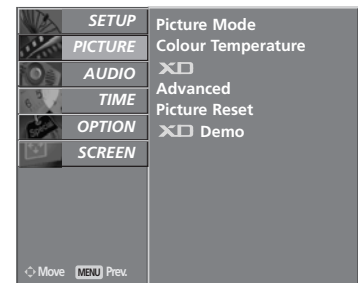 SETUP
PICTURE
AUDIO
TIME
OPTION
SCREEN
Move MENU Prev.
Picture Mode
Colour Temperature
XD
Advanced
Picture Reset
XD Demo